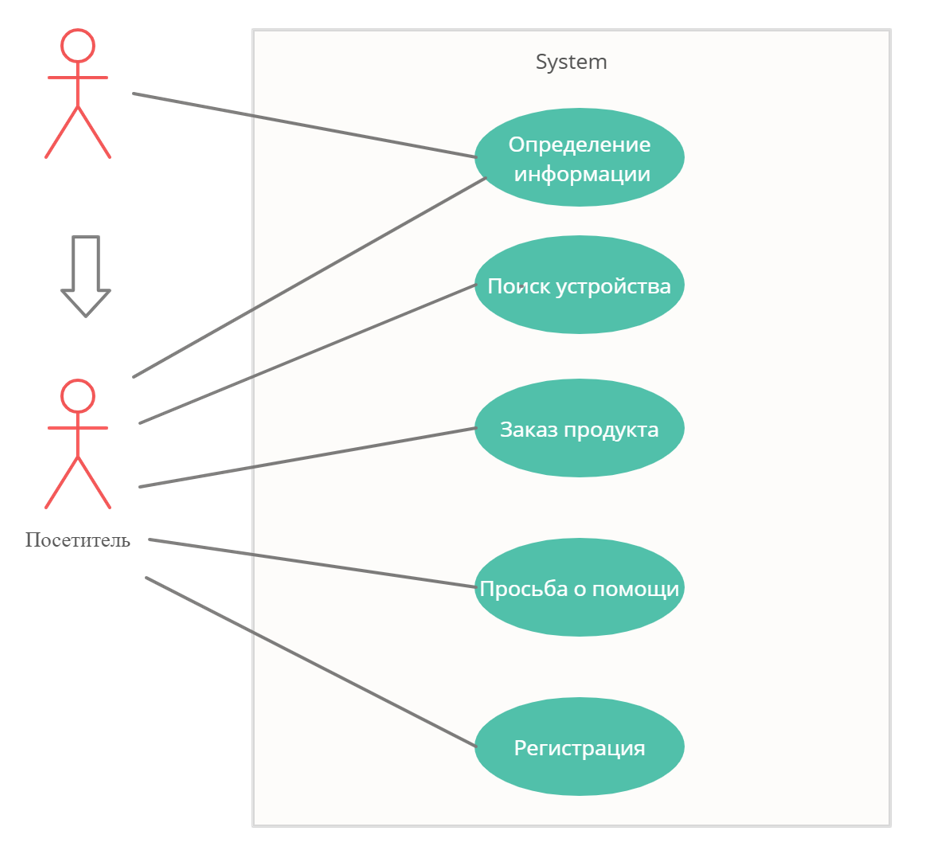 System
Определение
информации
Поиск устройства
Заказ продукта
Посетитель
Просьба о помощи
Регистрация